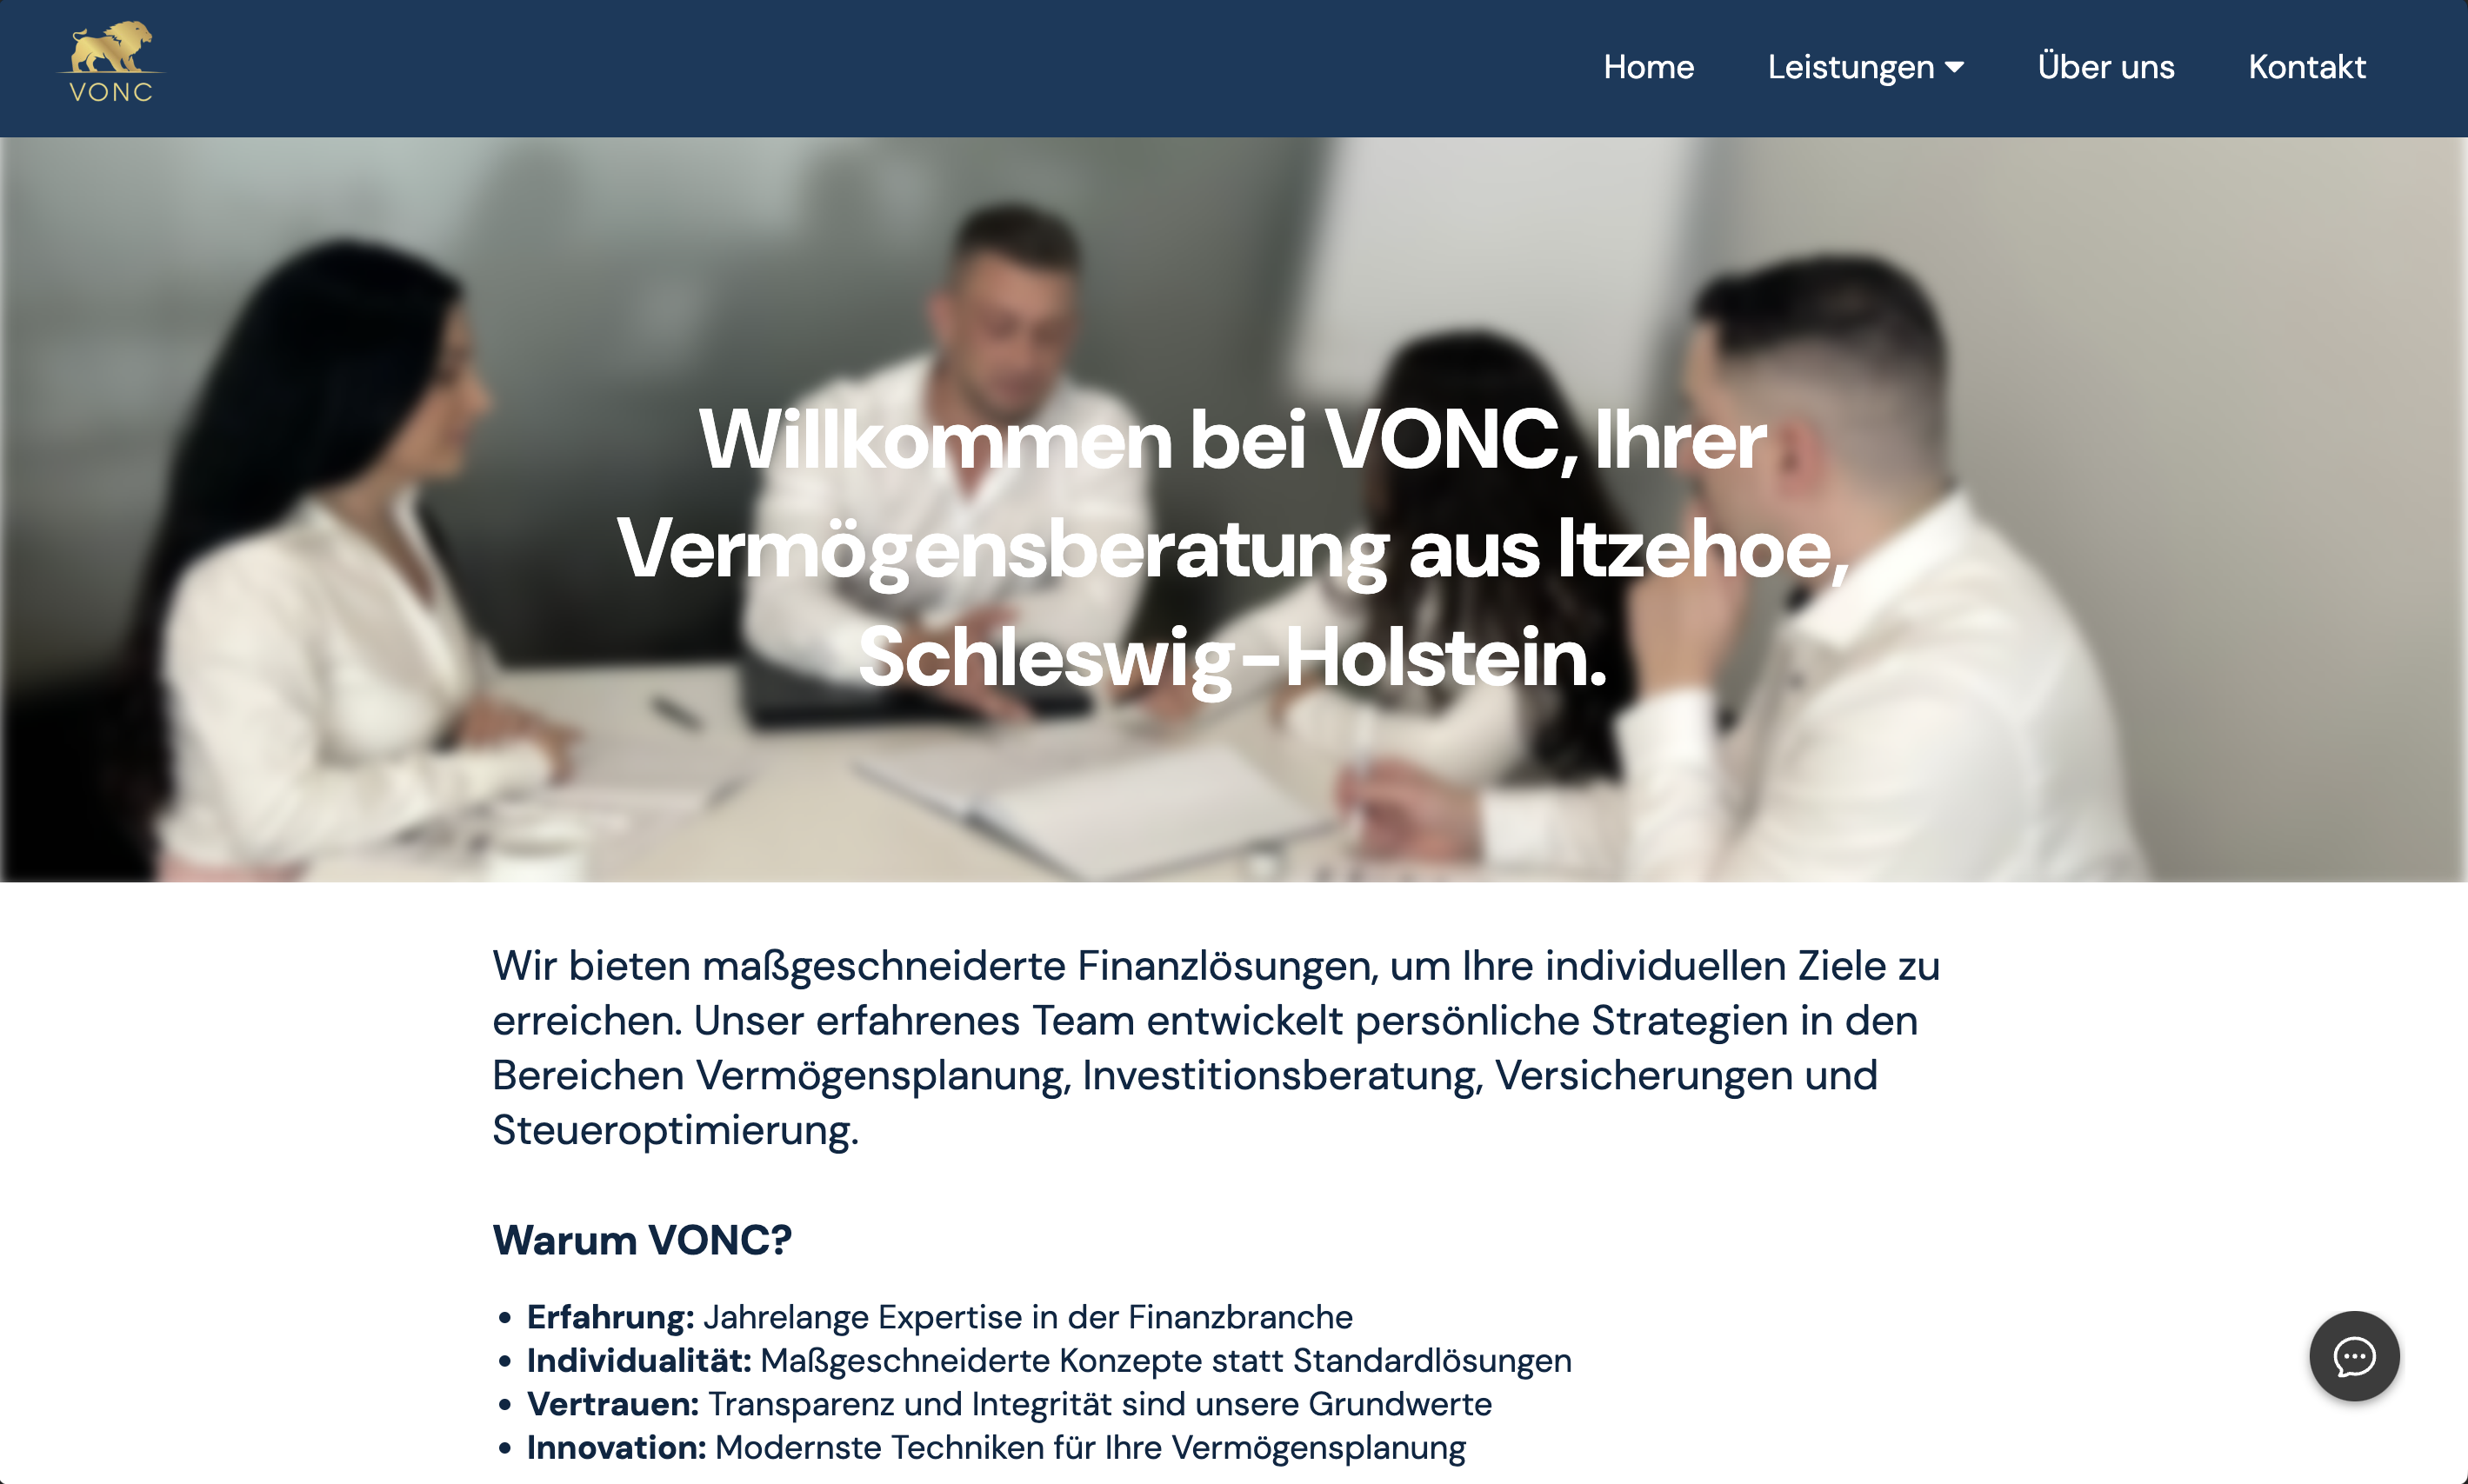 VONC
Home
Leistungen
Über uns
Kontakt
Willkommen bei VONC, Ihrer
Vermögensberatung aus Itzehoe,
Schleswig-Holstein.
Wir bieten maßgeschneiderte Finanzlösungen, um Ihre individuellen Ziele zu
erreichen. Unser erfahrenes Team entwickelt persönliche Strategien in den
Bereichen Vermögensplanung, Investitionsberatung, Versicherungen und
Steueroptimierung.
Warum VONC?
• Erfahrung: Jahrelange Expertise in der Finanzbranche
• Individualität: Maßgeschneiderte Konzepte statt Standardlösungen
• Vertrauen: Transparenz und Integrität sind unsere Grundwerte
• Innovation: Modernste Techniken für Ihre Vermögensplanung